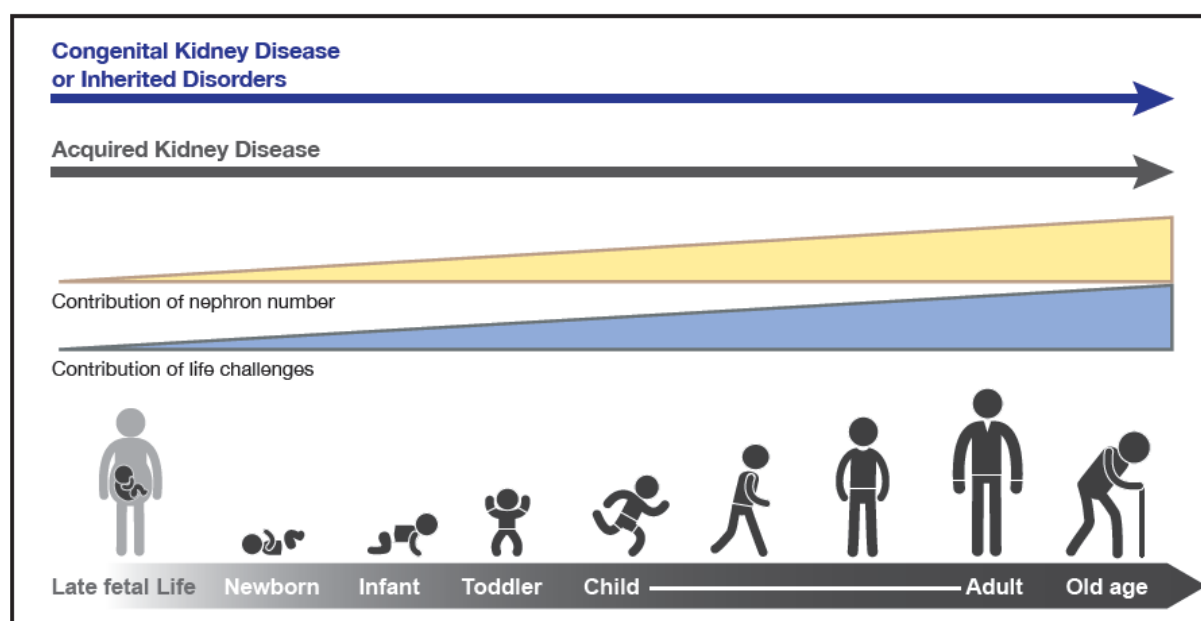 Congenital Kidney Disease
or Inherited Disorders
Acquired Kidney Disease
Contribution of nephron number
Contribution of life challenges
Late fetal Life Newborn Infant Toddler Child Adult Old age